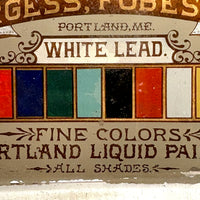 GESS, FOBES
PORTLAND, ME.
WHITE LEAD.
FINE COLORS
RTLAND LIQUID PAI
ALL SHADES.